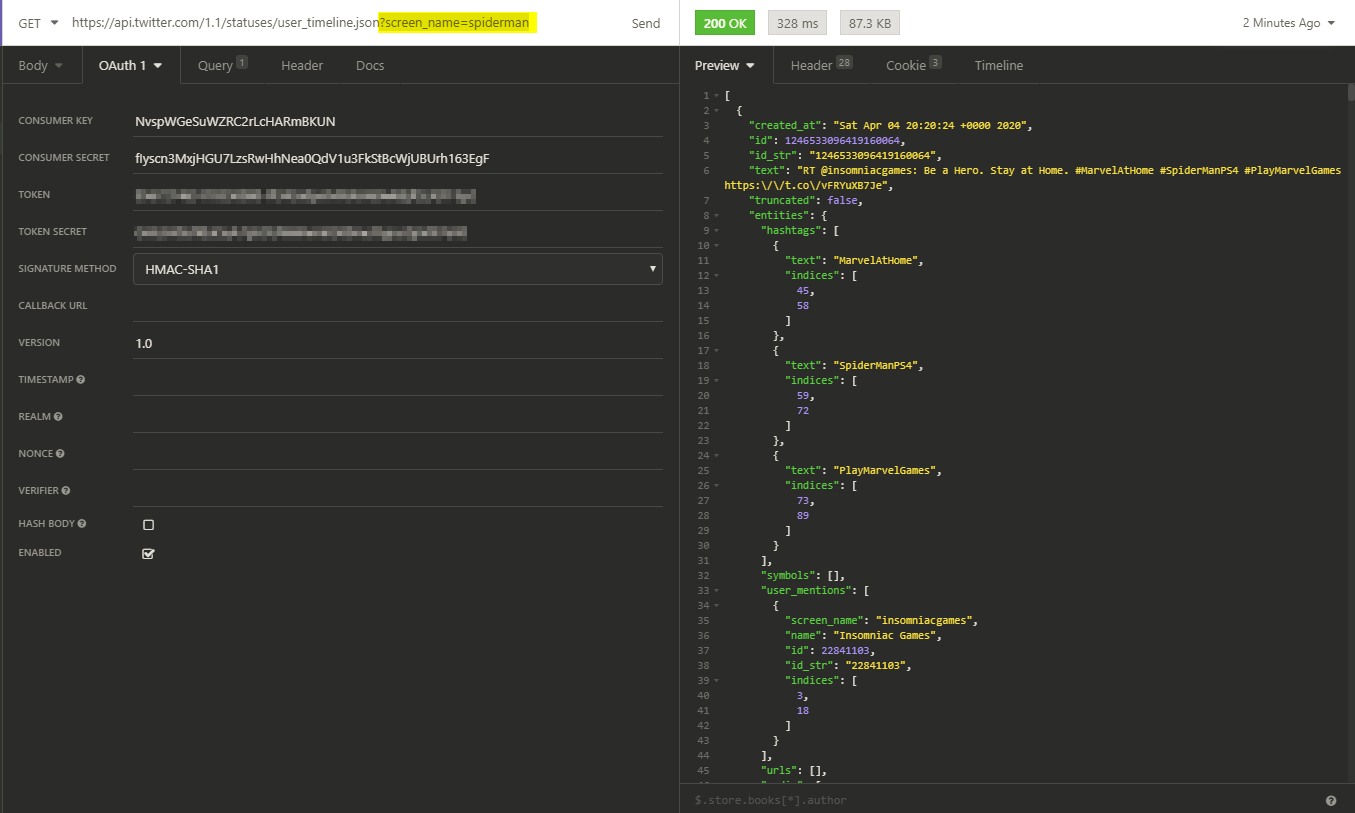 GET https://api.twitter.com/1.1/statuses/user_timeline.json?screen_name=spiderman Send
200 OK 328 ms 87.3 KB 2 Minutes Ago
Body OAuth 1 Query 1 Header Docs
Preview Header 28 Cookie 3 Timeline
CONSUMER KEY NvspWGeSuWZRC2rLcHARmBKUN
CONSUMER SECRET flyscn3MxjHGU7LzsRwHhNea0QdV1u3FkStBcWjUBUrh163EgF
TOKEN
TOKEN SECRET
SIGNATURE METHOD HMAC-SHA1
CALLBACK URL
VERSION 1.0
TIMESTAMP
REALM
NONCE
VERIFIER
HASH BODY
ENABLED
1 [
2 {
3 "created_at": "Sat Apr 04 20:20:24 +0000 2020",
4 "id": 1246533096419160064,
5 "id_str": "1246533096419160064",
6 "text": "RT @insomniacgames: Be a Hero. Stay at Home. #MarvelAtHome #SpiderManPS4 #PlayMarvelGames
https:\/\/t.co\/vFRYuXB7Je",
7 "truncated": false,
8 "entities": {
9 "hashtags": [
10 {
11 "text": "MarvelAtHome",
12 "indices": [
13 45,
14 58
15 ]
16 },
17 {
18 "text": "SpiderManPS4",
19 "indices": [
20 59,
21 72
22 ]
23 },
24 {
25 "text": "PlayMarvelGames",
26 "indices": [
27 73,
28 89
29 ]
30 }
31 ],
32 "symbols": [],
33 "user_mentions": [
34 {
35 "screen_name": "insomniacgames",
36 "name": "Insomniac Games",
37 "id": 22841103,
38 "id_str": "22841103",
39 "indices": [
40 3,
41 18
42 ]
43 }
44 ],
45 "urls": [],
$.store.books[*].author